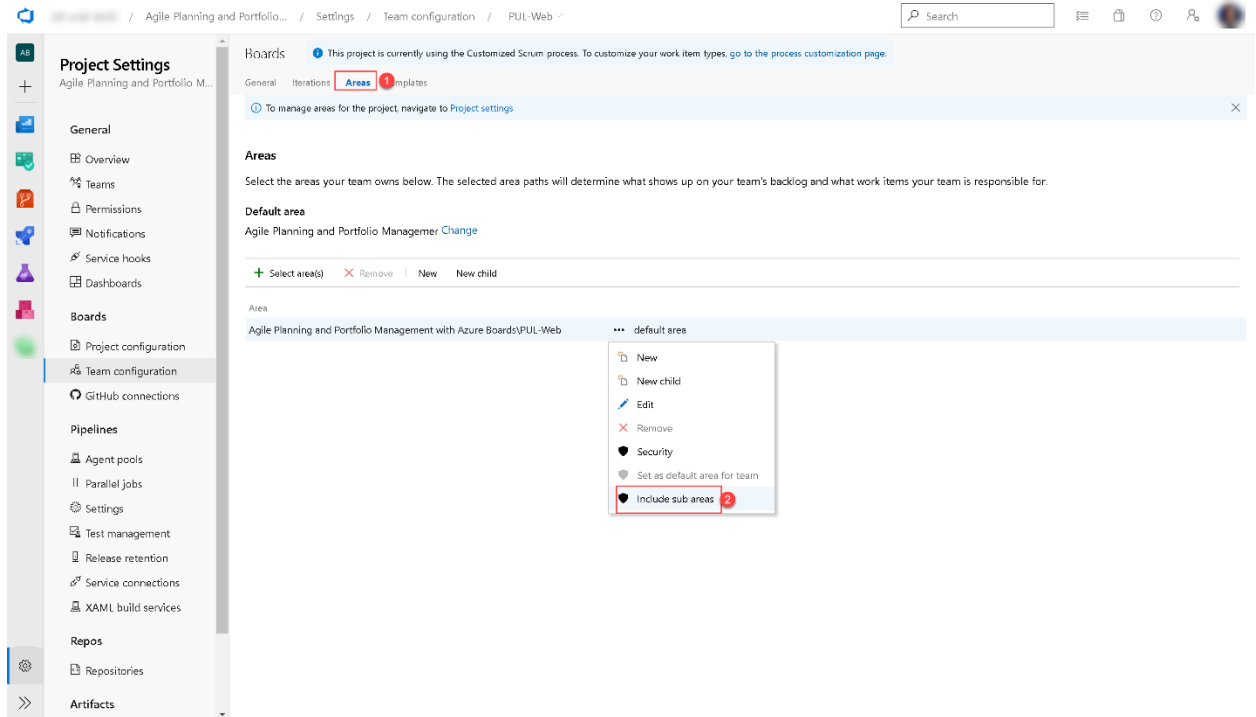 / Agile Planning and Portfolio... / Settings / Team configuration / PUL-Web
Search
AB
Project Settings
Agile Planning and Portfolio M...
General
Overview
Teams
Permissions
Notifications
Service hooks
Dashboards
Boards
Project configuration
Team configuration
GitHub connections
Pipelines
Agent pools
Parallel jobs
Settings
Test management
Release retention
Service connections
XAML build services
Repos
Repositories
Artifacts
Boards This project is currently using the Customized Scrum process. To customize your work item types, go to the process customization page.
General Iterations Areas 1 mplates
To manage areas for the project, navigate to Project settings
Areas
Select the areas your team owns below. The selected area paths will determine what shows up on your team's backlog and what work items your team is responsible for.
Default area
Agile Planning and Portfolio Managemer Change
Select area(s) Remove New New child
Area
Agile Planning and Portfolio Management with Azure Boards\PUL-Web ••• default area
New
New child
Edit
Remove
Security
Set as default area for team
Include sub areas 2